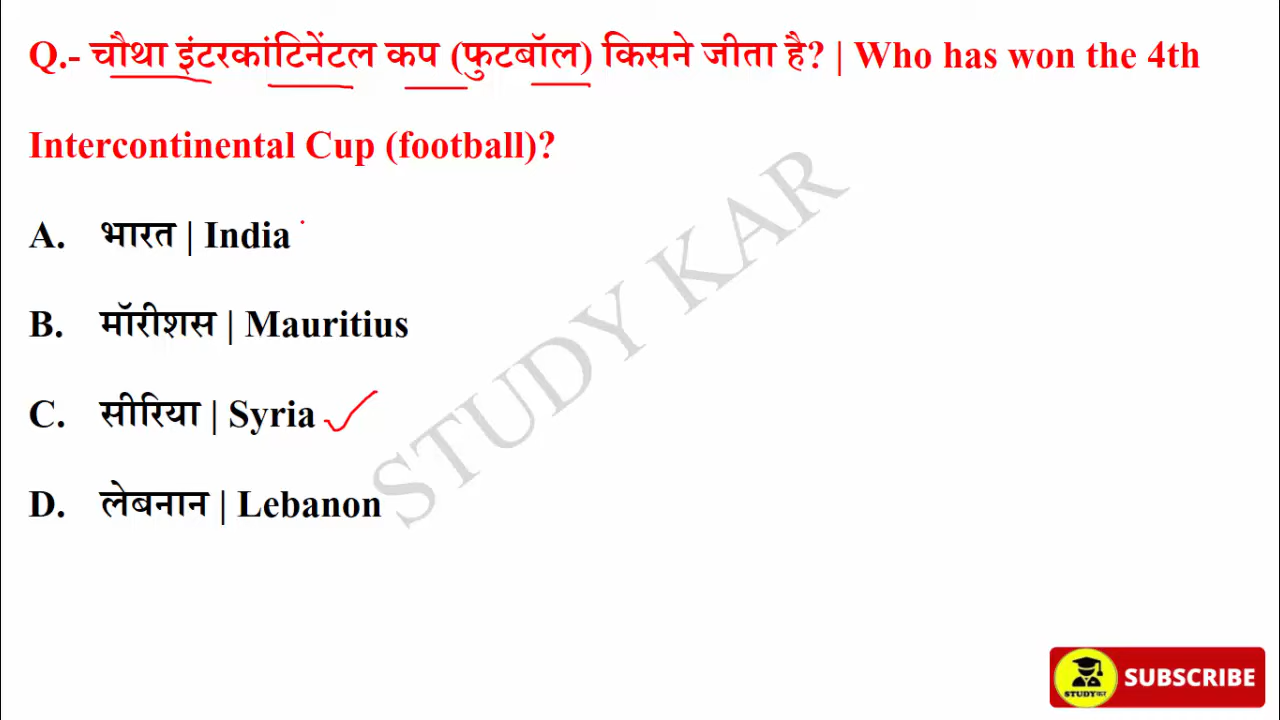 Q.- चौथा इंटरकांटिनेंटल कप (फुटबॉल) किसने जीता है? | Who has won the 4th
Intercontinental Cup (football)?
A. भारत | India
B. मॉरीशस | Mauritius
C. सीरिया | Syria
D. लेबनान | Lebanon
STUDY KAR
STUDYकर
SUBSCRIBE